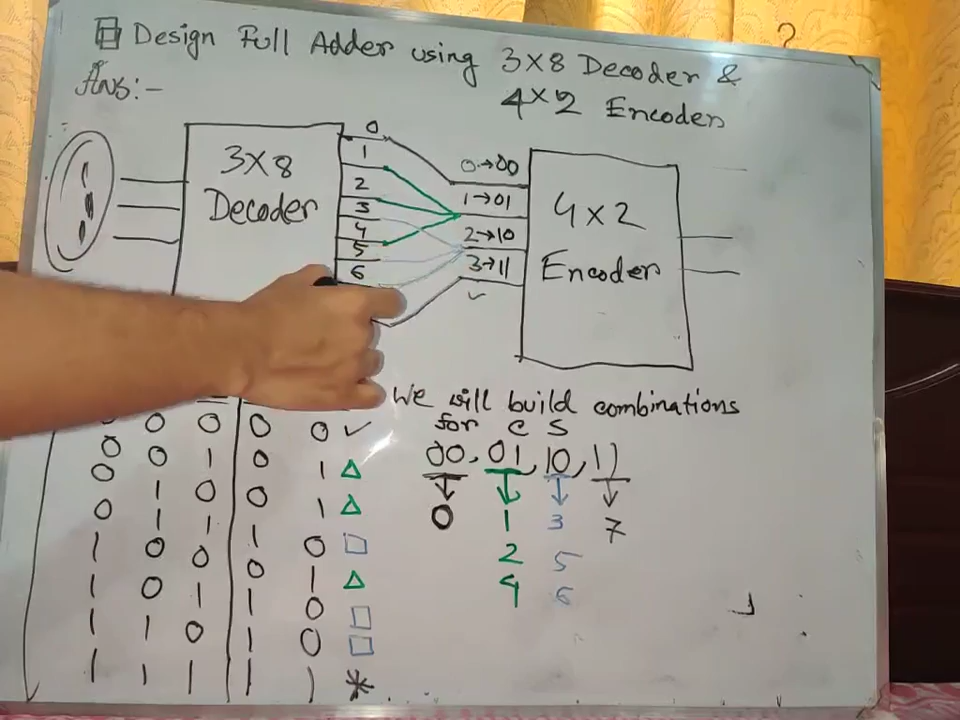 Design Full Adder using 3X8 Decoder &
4X2 Encoder
Ans:-
3X8
Decoder
0
1
2
3
4
5
6
0→00
1→01
2→10
3→11
4X2
Encoder
We will build combinations
for C S
00, 01, 10, 11
0 1 3 7
2 5
4 6
0 0 0 0 0
0 0 1 0 1
0 1 0 0 1
0 1 1 1 0
1 0 0 0 1
1 0 1 1 0
1 1 0 1 0
1 1 1 1 1